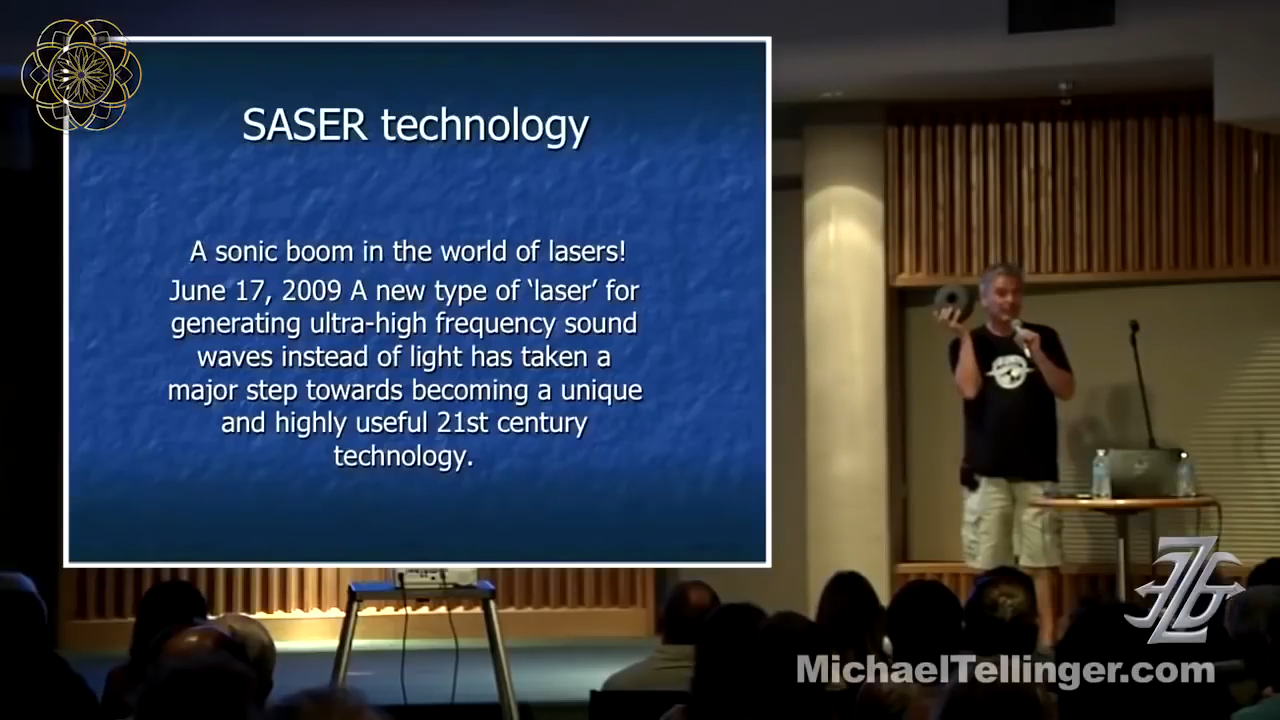 SASER technology
A sonic boom in the world of lasers!
June 17, 2009 A new type of ‘laser’ for
generating ultra-high frequency sound
waves instead of light has taken a
major step towards becoming a unique
and highly useful 21st century
technology.
MichaelTellinger.com